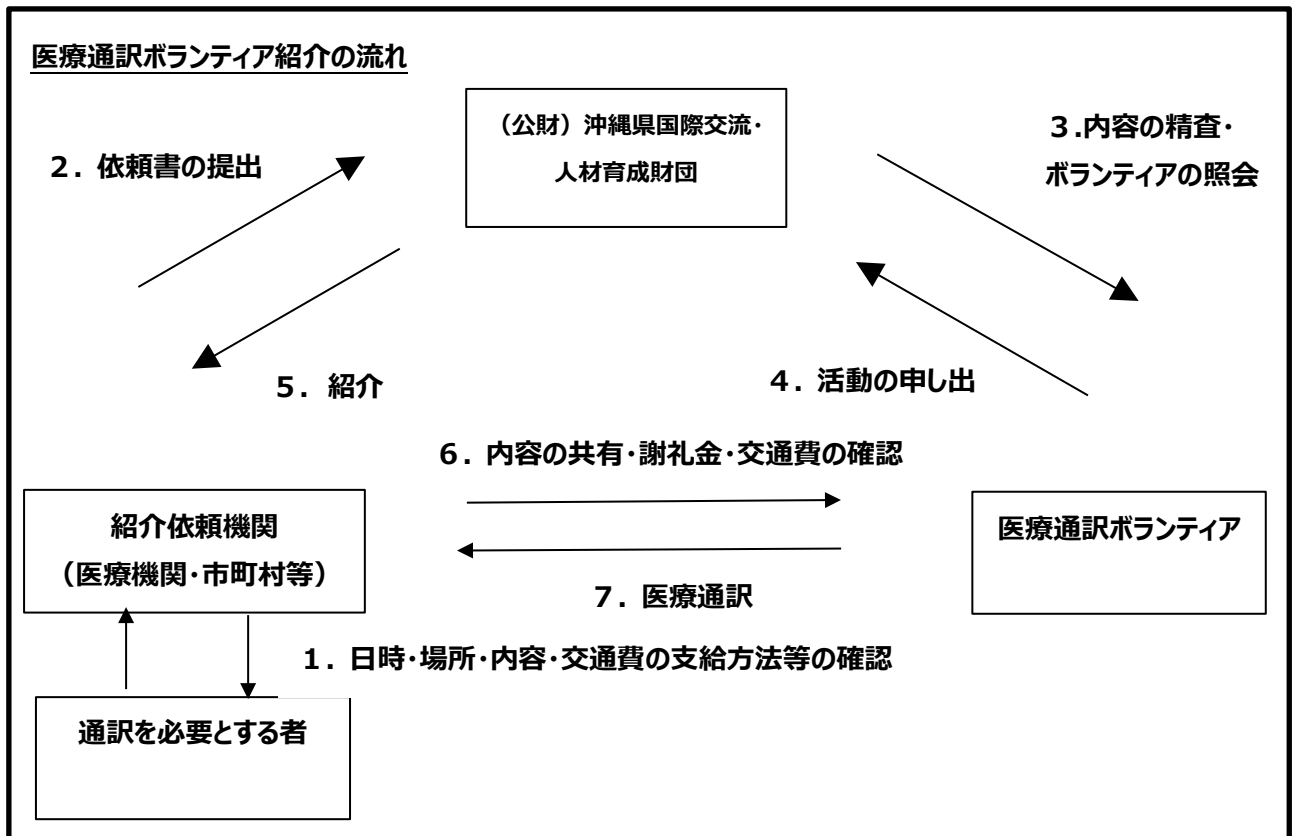 医療通訳ボランティア紹介の流れ
（公財）沖縄県国際交流・
人材育成財団
２．依頼書の提出
３.内容の精査・
ボランティアの照会
５．紹介
４．活動の申し出
６．内容の共有・謝礼金・交通費の確認
紹介依頼機関
（医療機関・市町村等）
医療通訳ボランティア
７．医療通訳
１．日時・場所・内容・交通費の支給方法等の確認
通訳を必要とする者